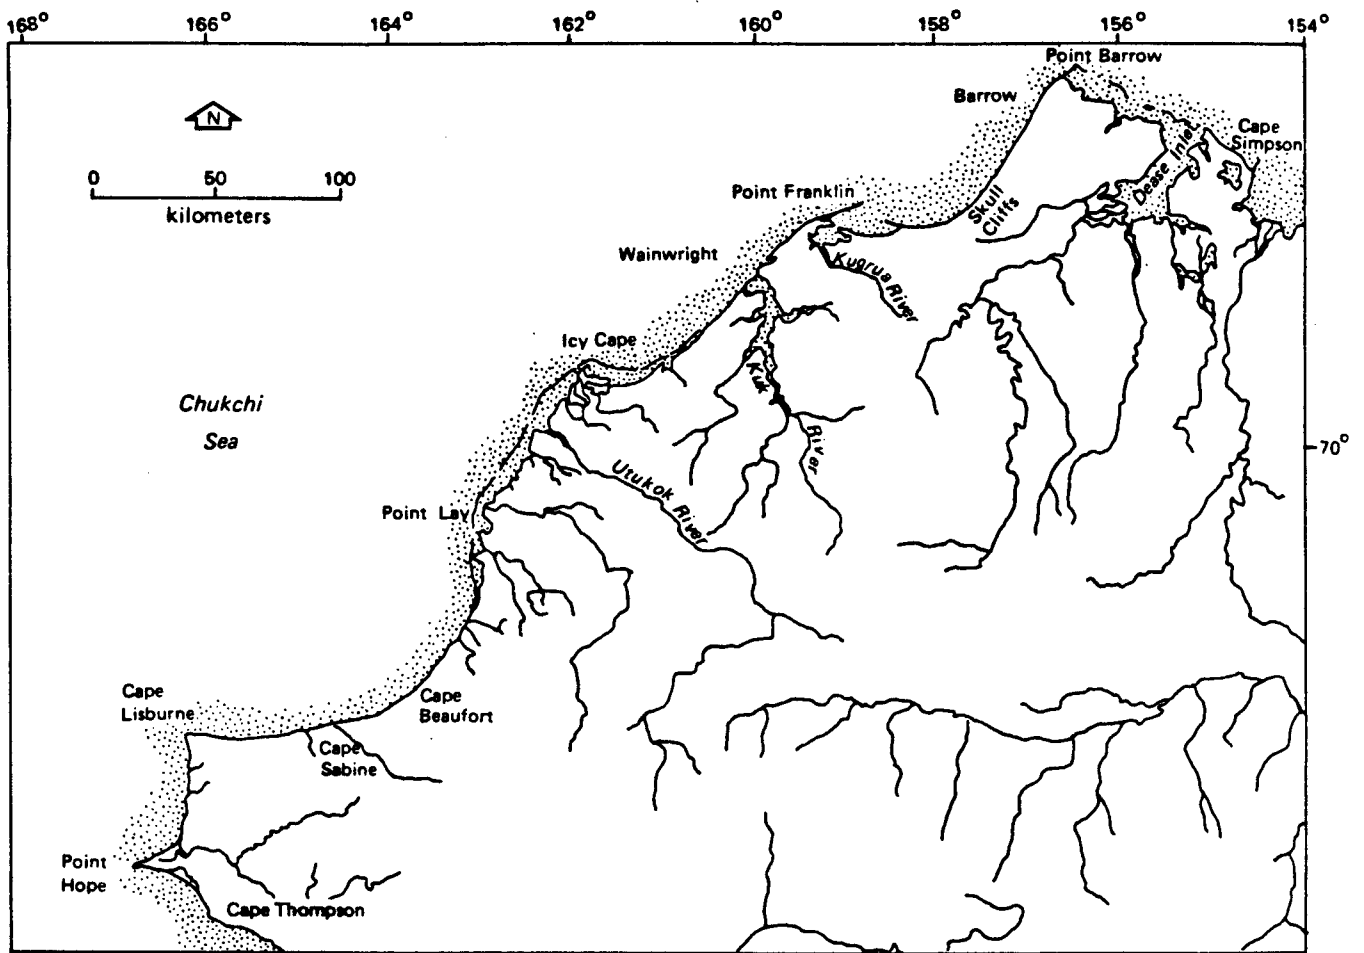 168° 166° 164° 162° 160° 158° 156° 154°
Point Barrow
Barrow
N
Cape
Simpson
Dease Inlet
0 50 100
kilometers
Point Franklin
Skull
Cliffs
Wainwright
Kugrua River
Icy Cape
Kuk
River
Chukchi
Sea
70°
Utukok
River
Point Lay
Cape
Lisburne
Cape
Beaufort
Cape
Sabine
Point
Hope
Cape Thompson